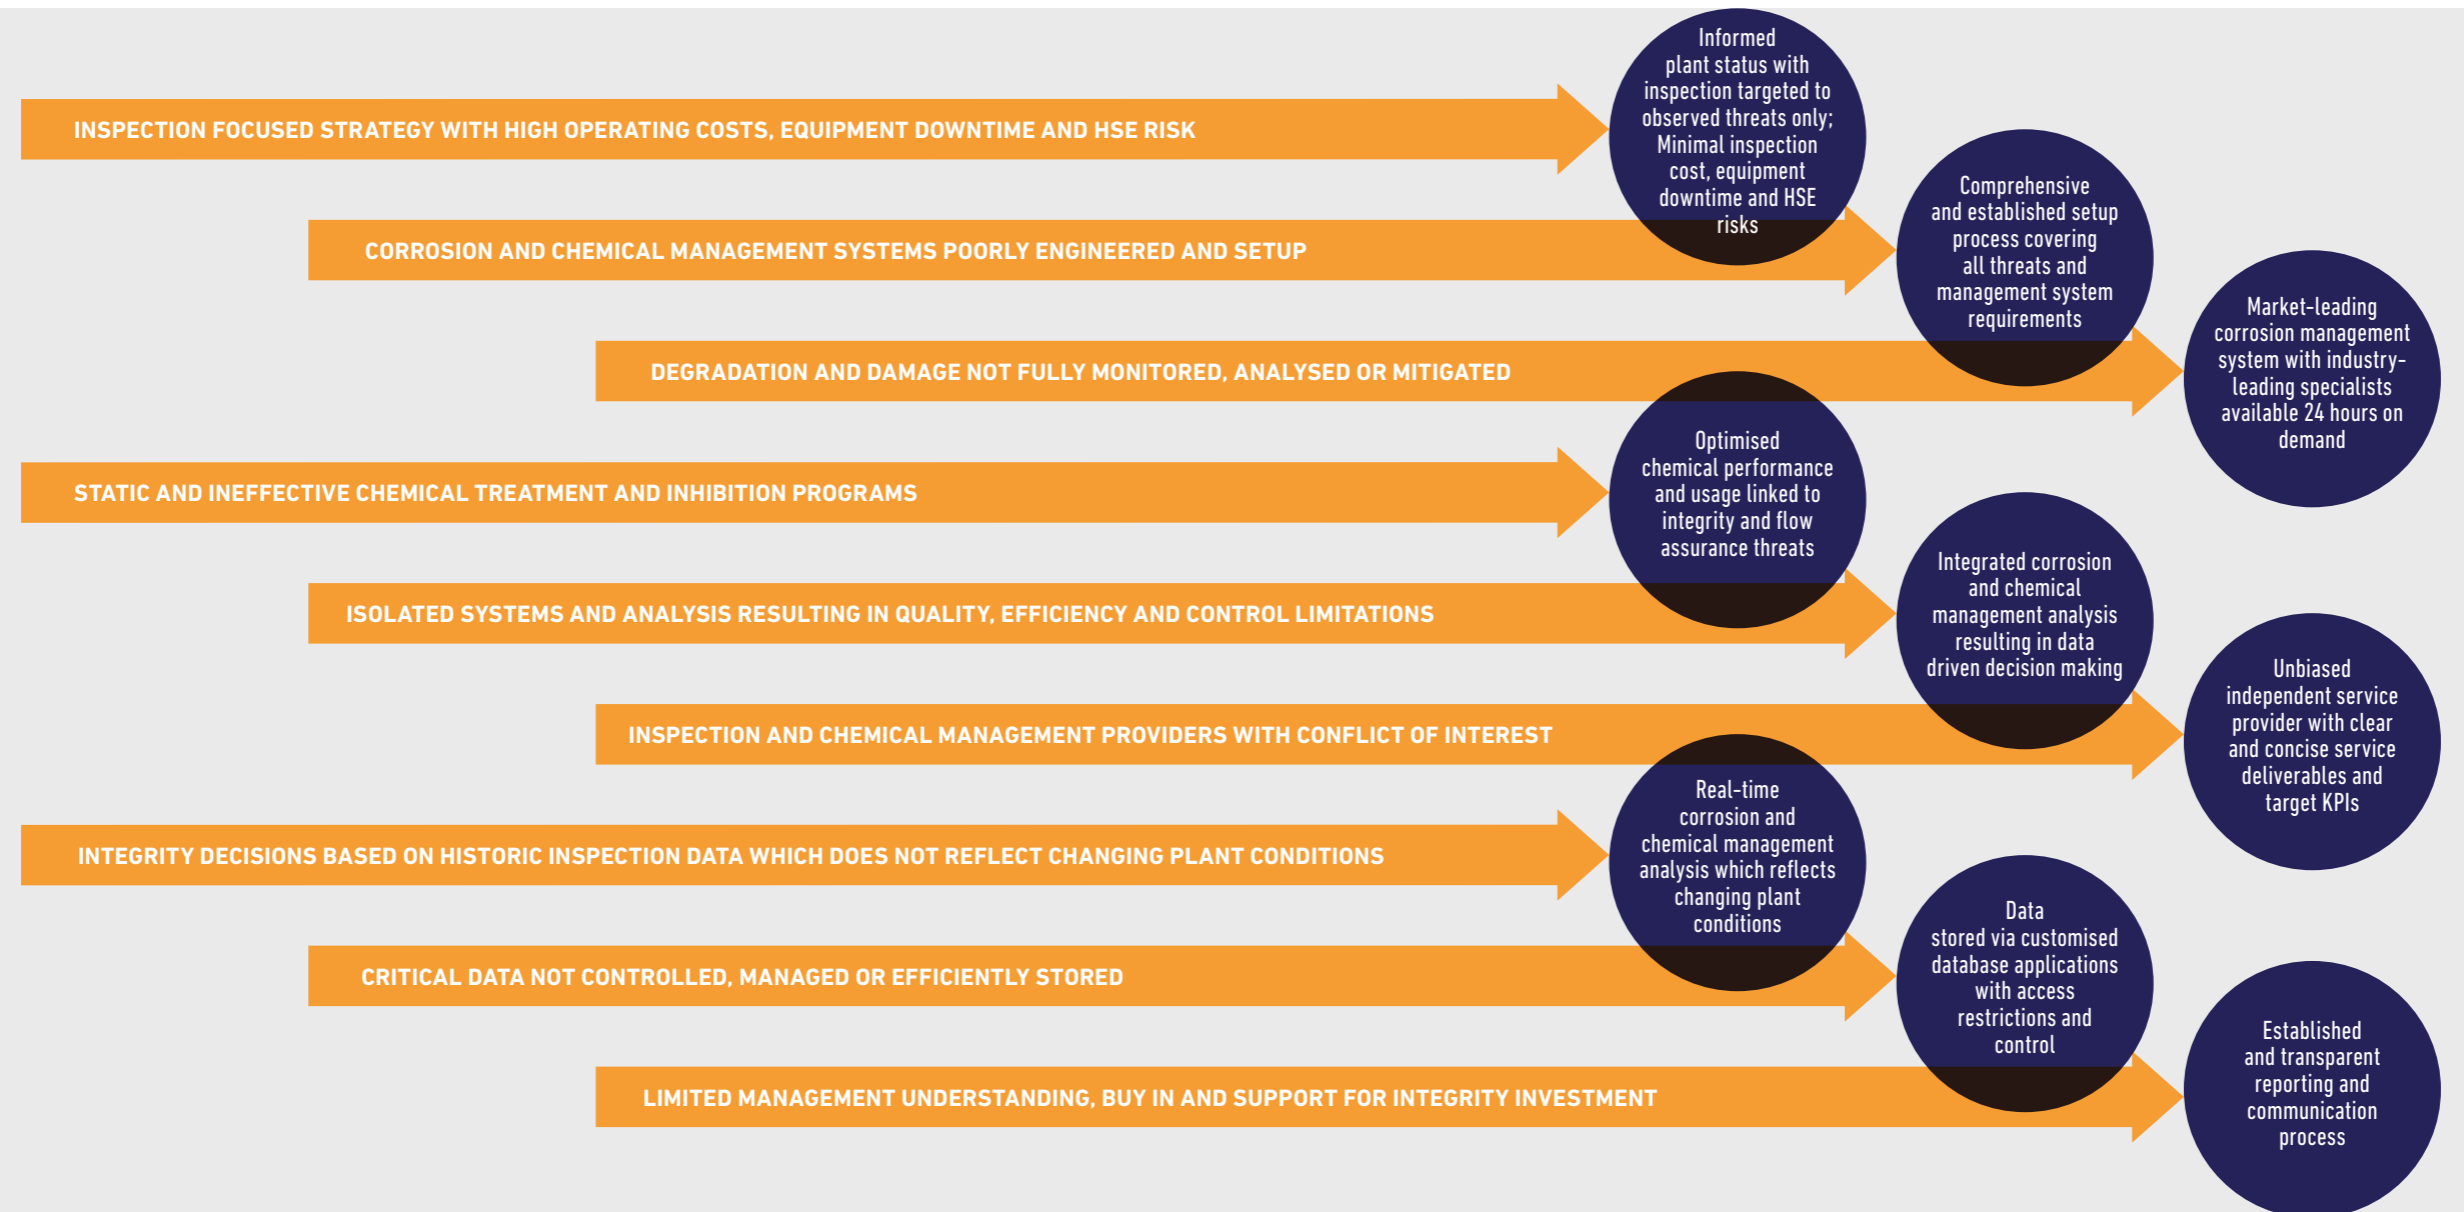 INSPECTION FOCUSED STRATEGY WITH HIGH OPERATING COSTS, EQUIPMENT DOWNTIME AND HSE RISK
Informed
plant status with
inspection targeted to
observed threats only;
Minimal inspection
cost, equipment
downtime and HSE
risks
CORROSION AND CHEMICAL MANAGEMENT SYSTEMS POORLY ENGINEERED AND SETUP
Comprehensive
and established setup
process covering
all threats and
management system
requirements
DEGRADATION AND DAMAGE NOT FULLY MONITORED, ANALYSED OR MITIGATED
Market-leading
corrosion management
system with industry-
leading specialists
available 24 hours on
demand
STATIC AND INEFFECTIVE CHEMICAL TREATMENT AND INHIBITION PROGRAMS
Optimised
chemical performance
and usage linked to
integrity and flow
assurance threats
ISOLATED SYSTEMS AND ANALYSIS RESULTING IN QUALITY, EFFICIENCY AND CONTROL LIMITATIONS
Integrated corrosion
and chemical
management analysis
resulting in data
driven decision making
INSPECTION AND CHEMICAL MANAGEMENT PROVIDERS WITH CONFLICT OF INTEREST
Unbiased
independent service
provider with clear
and concise service
deliverables and
target KPIs
INTEGRITY DECISIONS BASED ON HISTORIC INSPECTION DATA WHICH DOES NOT REFLECT CHANGING PLANT CONDITIONS
Real-time
corrosion and
chemical management
analysis which reflects
changing plant
conditions
CRITICAL DATA NOT CONTROLLED, MANAGED OR EFFICIENTLY STORED
Data
stored via customised
database applications
with access
restrictions and
control
LIMITED MANAGEMENT UNDERSTANDING, BUY IN AND SUPPORT FOR INTEGRITY INVESTMENT
Established
and transparent
reporting and
communication
process